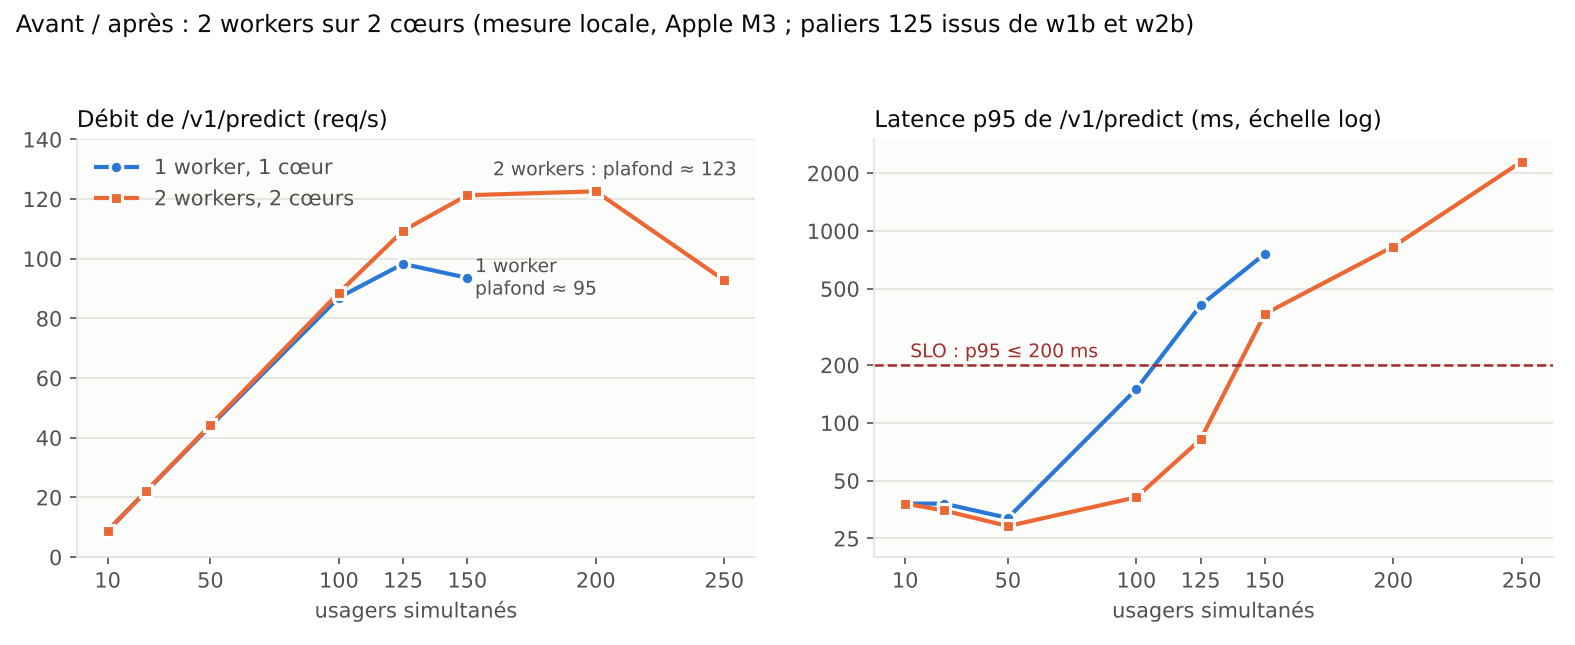 Avant / après : 2 workers sur 2 cœurs (mesure locale, Apple M3 ; paliers 125 issus de w1b et w2b)
Débit de /v1/predict (req/s)
140
120
100
80
60
40
20
0
1 worker, 1 cœur
2 workers, 2 cœurs
2 workers : plafond ≈ 123
1 worker
plafond ≈ 95
10 50 100 125 150 200 250
usagers simultanés
Latence p95 de /v1/predict (ms, échelle log)
2000
1000
500
200
100
50
25
SLO : p95 ≤ 200 ms
10 50 100 125 150 200 250
usagers simultanés